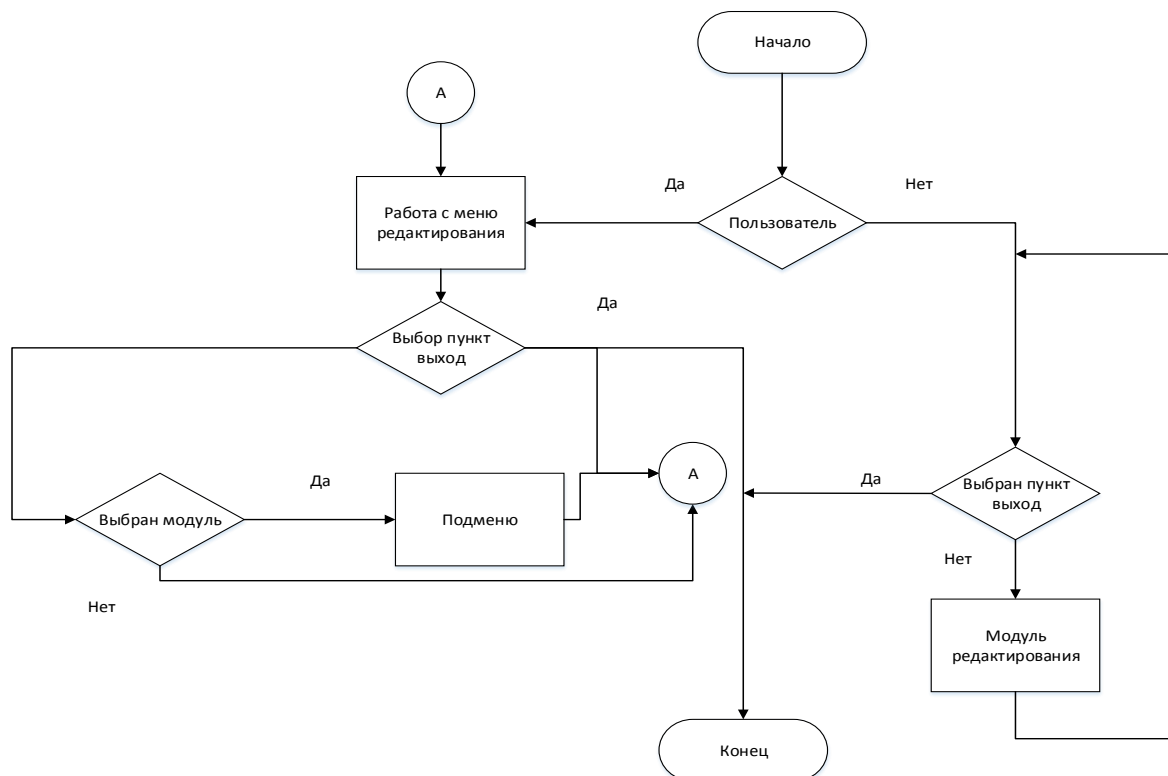 Начало
А
Да
Нет
Работа с меню
редактирования
Пользователь
Да
Выбор пункт
выход
А
Да
Да
Выбран пункт
выход
Выбран модуль
Подменю
Нет
Нет
Модуль
редактирования
Конец